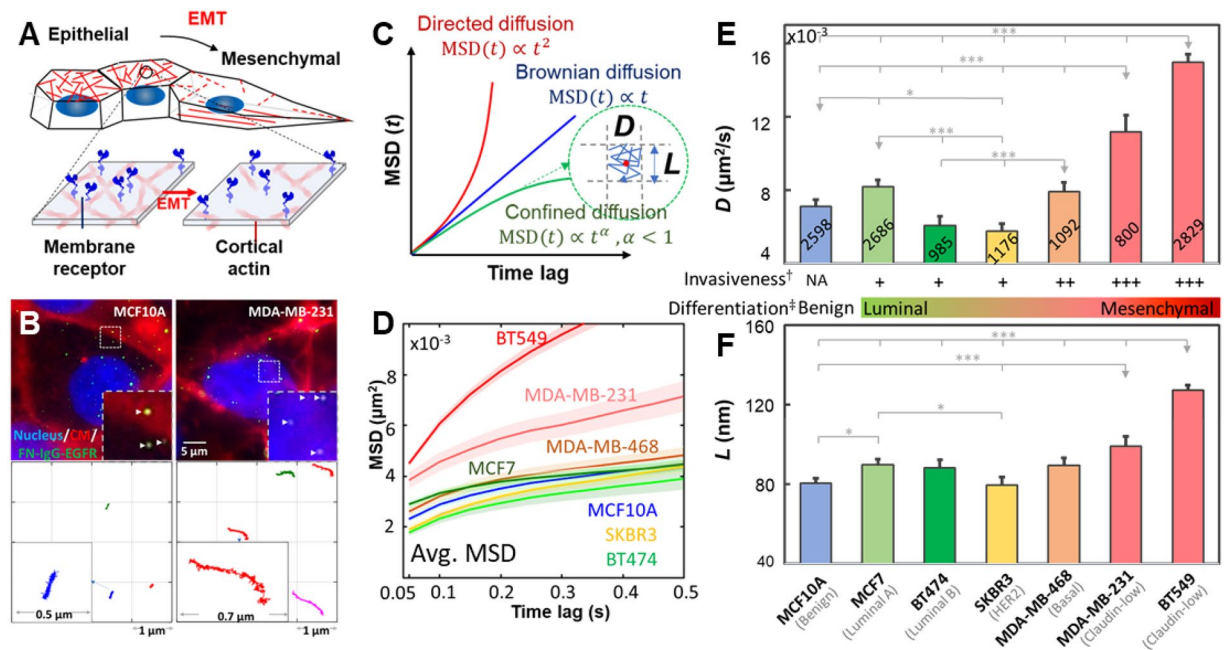 A
EMT
Epithelial
Mesenchymal
EMT
Membrane
receptor
Cortical
actin
B
MCF10A
MDA-MB-231
Nucleus/CM/
FN-IgG-EGFR
5 µm
0.5 µm
1 µm
0.7 µm
1 µm
C
Directed diffusion
MSD(t) ∝ t²
Brownian diffusion
MSD(t) ∝ t
D
L
Confined diffusion
MSD(t) ∝ t^α , α < 1
MSD (t)
Time lag
D
x10⁻³
BT549
MDA-MB-231
MDA-MB-468
MCF7
MCF10A
SKBR3
BT474
Avg. MSD
MSD (µm²)
8
6
4
2
0.05 0.1 0.2 0.3 0.4 0.5
Time lag (s)
E
x10⁻³
16
12
8
4
D (µm²/s)
***
***
*
***
***
2598 2686 985 1176 1092 800 2829
Invasiveness† NA + + + ++ +++ +++
Differentiation‡ Benign Luminal Mesenchymal
F
160
120
80
40
L (nm)
***
***
*
*
MCF10A
(Benign)
MCF7
(Luminal A)
BT474
(Luminal B)
SKBR3
(HER2)
MDA-MB-468
(Basal)
MDA-MB-231
(Claudin-low)
BT549
(Claudin-low)